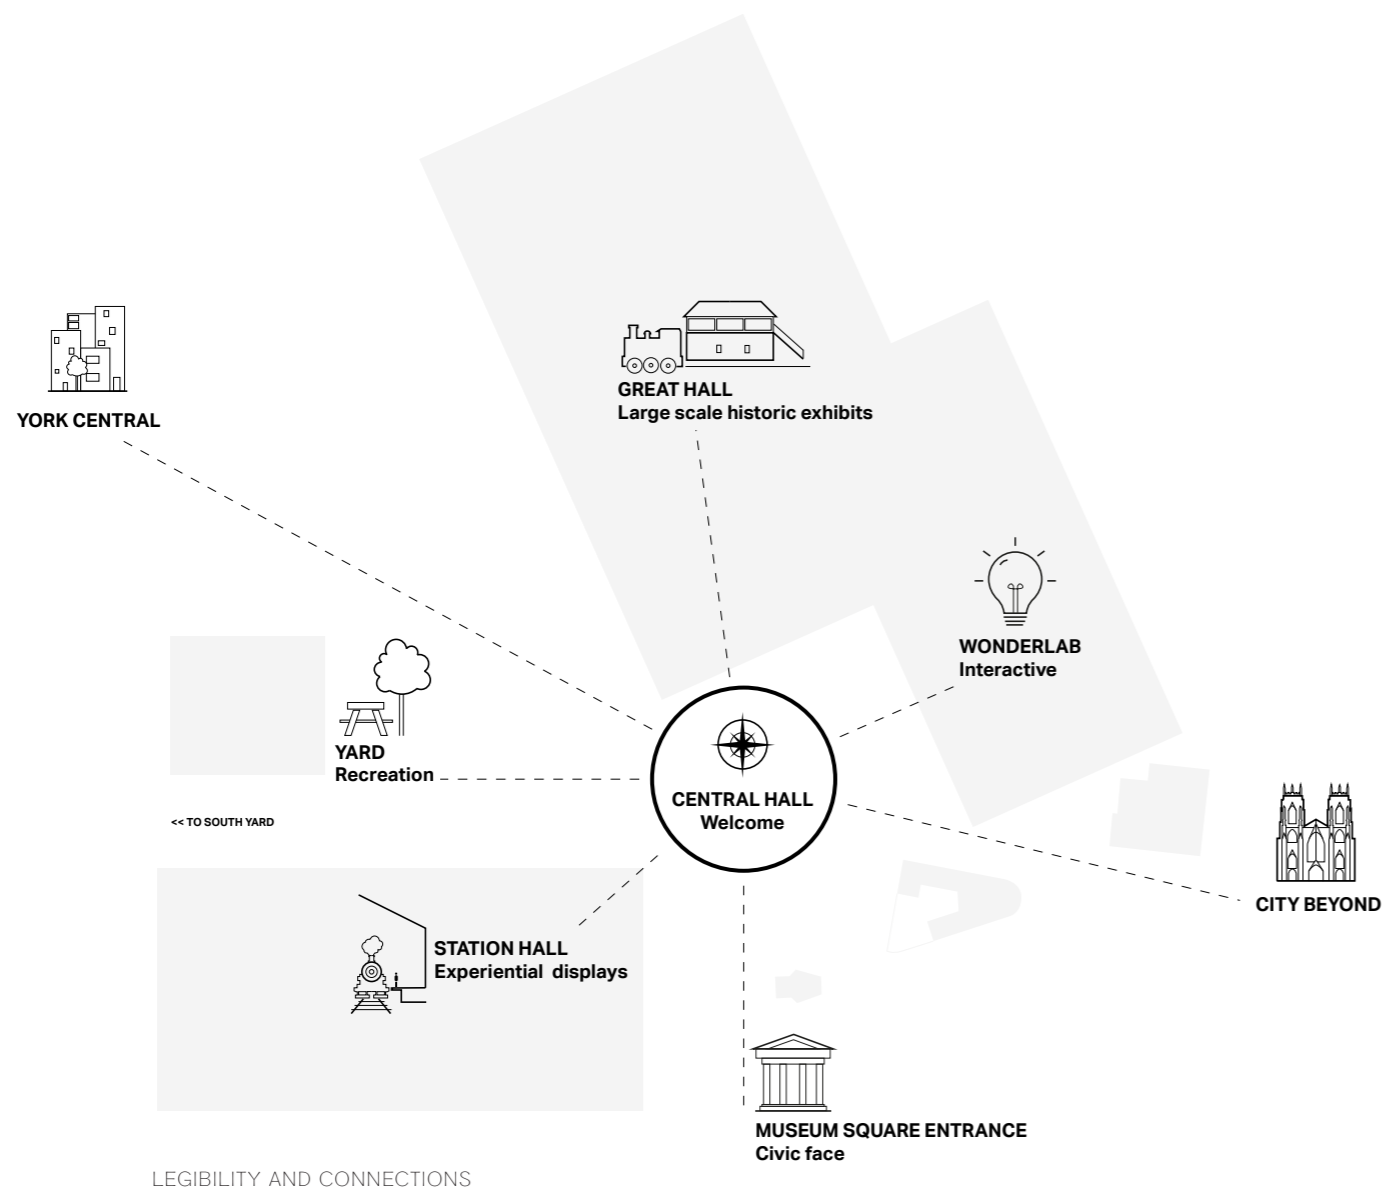 GREAT HALL
Large scale historic exhibits
YORK CENTRAL
WONDERLAB
Interactive
YARD
Recreation
CENTRAL HALL
Welcome
<< TO SOUTH YARD
CITY BEYOND
STATION HALL
Experiential displays
MUSEUM SQUARE ENTRANCE
Civic face
LEGIBILITY AND CONNECTIONS